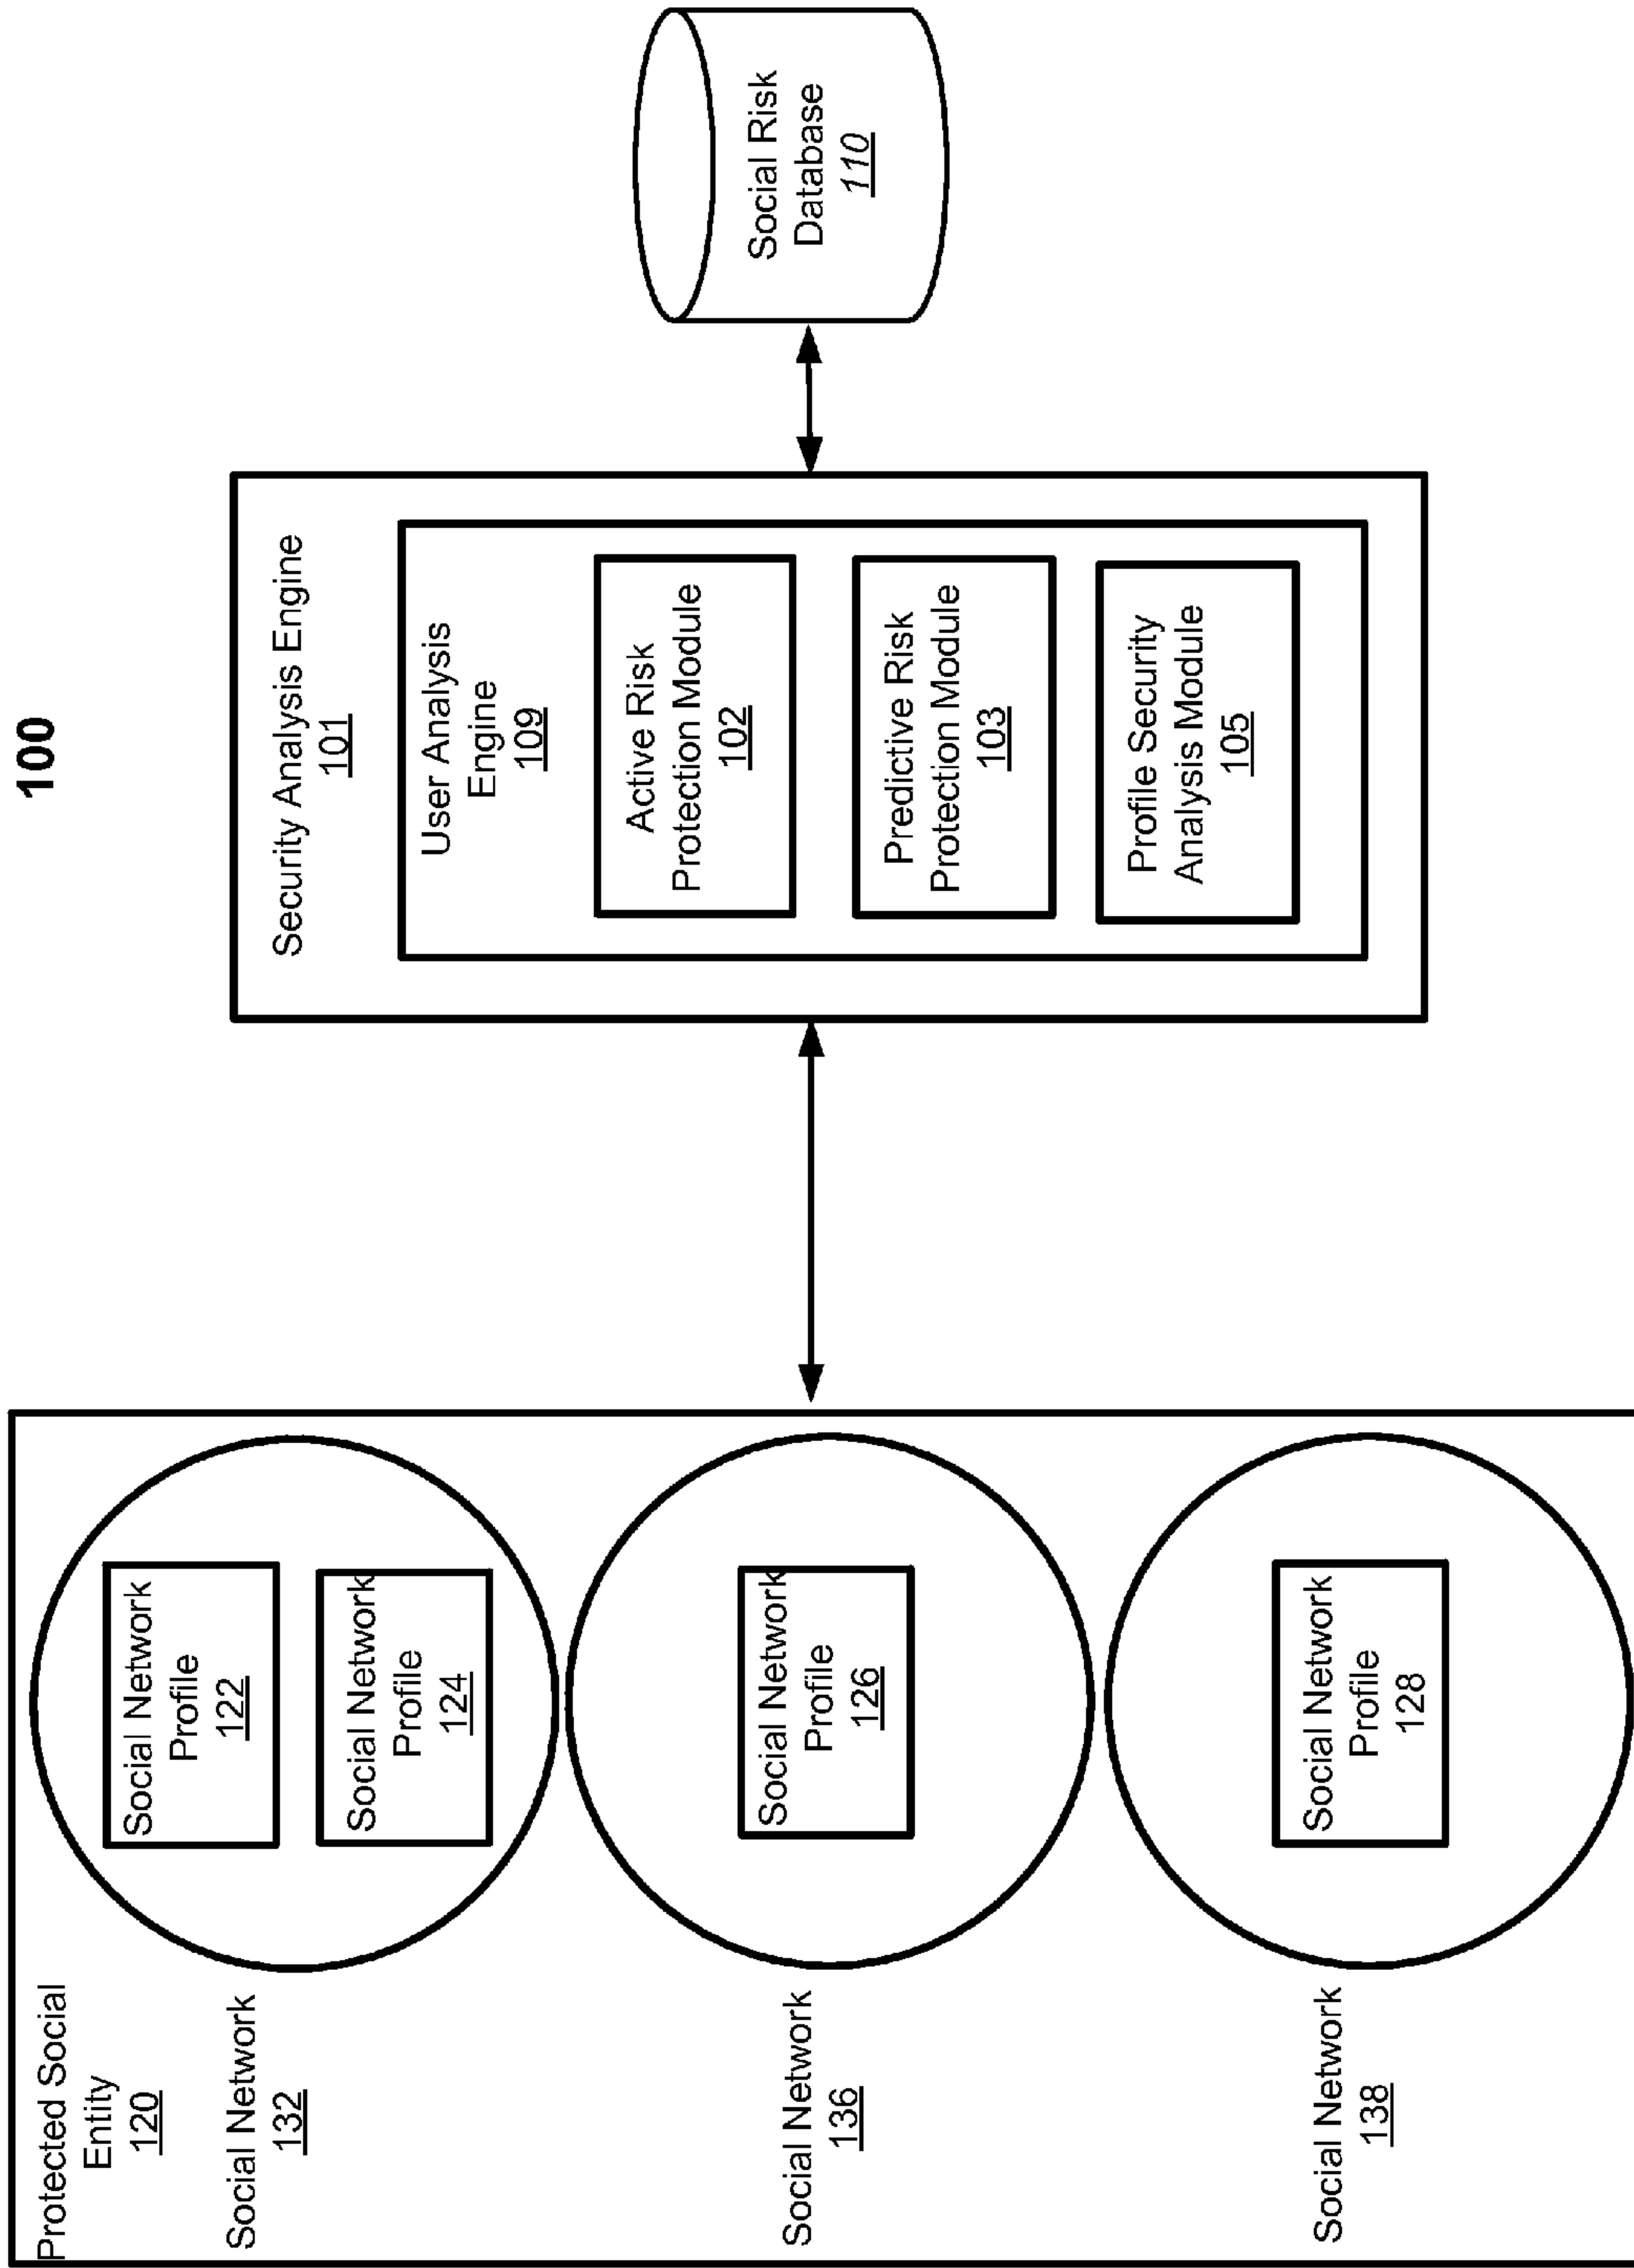 100
Protected Social
Entity
120
Social Network
132
Social Network
Profile
122
Social Network
Profile
124
Social Network
136
Social Network
Profile
126
Social Network
138
Social Network
Profile
128
Security Analysis Engine
101
User Analysis
Engine
109
Active Risk
Protection Module
102
Predictive Risk
Protection Module
103
Profile Security
Analysis Module
105
Social Risk
Database
110